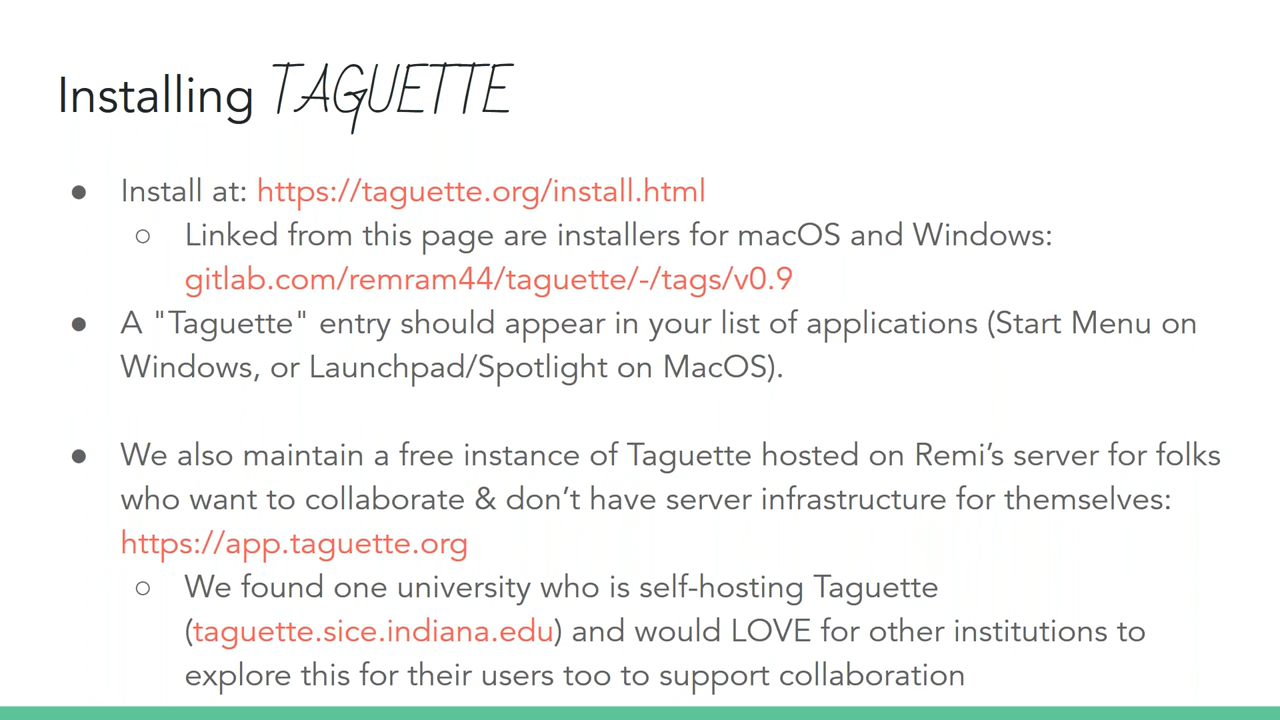 Installing TAGUETTE
● Install at: https://taguette.org/install.html
○ Linked from this page are installers for macOS and Windows:
gitlab.com/remram44/taguette/-/tags/v0.9
● A "Taguette" entry should appear in your list of applications (Start Menu on
Windows, or Launchpad/Spotlight on MacOS).
● We also maintain a free instance of Taguette hosted on Remi’s server for folks
who want to collaborate & don’t have server infrastructure for themselves:
https://app.taguette.org
○ We found one university who is self-hosting Taguette
(taguette.sice.indiana.edu) and would LOVE for other institutions to
explore this for their users too to support collaboration